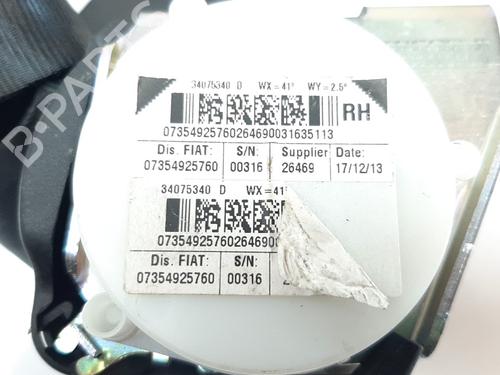 34075340 D WX=41° WY=2.5°
RH
07354925760264690031635113
Dis. FIAT: S/N: Supplier Date:
07354925760 00316 26469 17/12/13
34075340 D WX=41°
073549257602646900
Dis. FIAT: S/N:
07354925760 00316
B-PARTS